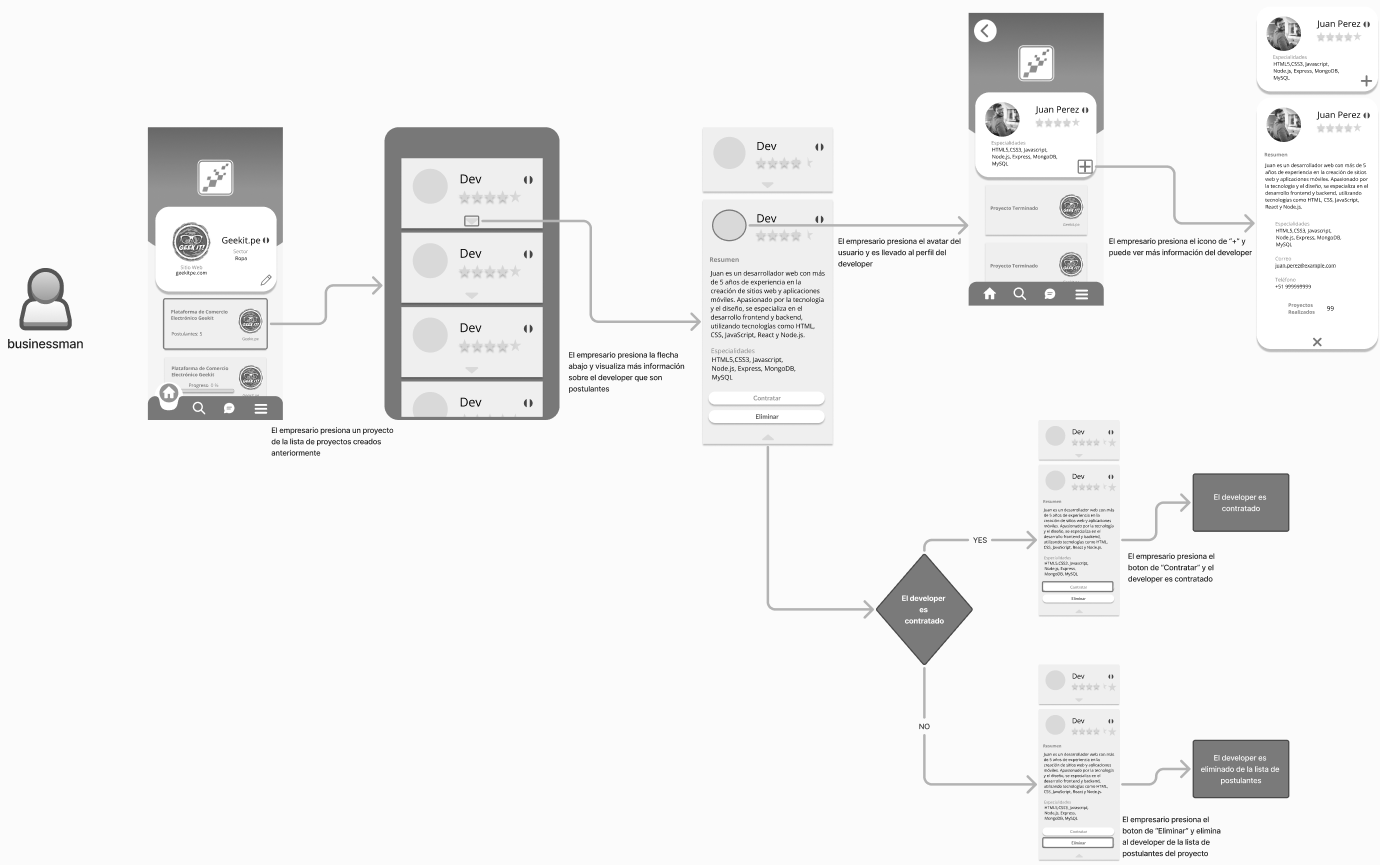 businessman
GEEK IT!
Geekit.pe
Sector
Ropa
Sitio Web
geekitpe.com
Plataforma de Comercio
Electrónico Geekit
Postulantes: 5
Geekit.pe
Plataforma de Comercio
Electrónico Geekit
Progreso: 0 %
El empresario presiona un proyecto
de la lista de proyectos creados
anteriormente
Dev
Dev
Dev
Dev
El empresario presiona la flecha
abajo y visualiza más información
sobre el developer que son
postulantes
Dev
Dev
Resumen
Juan es un desarrollador web con más
de 5 años de experiencia en la
creación de sitios web y aplicaciones
móviles. Apasionado por la tecnología
y el diseño, se especializa en el
desarrollo frontend y backend,
utilizando tecnologías como HTML,
CSS, JavaScript, React y Node.js.
Especialidades
HTML5,CSS3, Javascript,
Node.js, Express, MongoDB,
MySQL
Contratar
Eliminar
El empresario presiona el avatar del
usuario y es llevado al perfil del
developer
Juan Perez
Especialidades
HTML5,CSS3, Javascript,
Node.js, Express, MongoDB,
MySQL
Proyecto Terminado
Geekit.pe
Proyecto Terminado
El empresario presiona el icono de "+" y
puede ver más información del developer
Juan Perez
Especialidades
HTML5,CSS3, Javascript,
Node.js, Express, MongoDB,
MySQL
Juan Perez
Resumen
Juan es un desarrollador web con más de 5
años de experiencia en la creación de sitios
web y aplicaciones móviles. Apasionado por
la tecnología y el diseño, se especializa en el
desarrollo frontend y backend, utilizando
tecnologías como HTML, CSS, JavaScript,
React y Node.js.
Especialidades
HTML5,CSS3, Javascript,
Node.js, Express, MongoDB,
MySQL
Correo
juan.perez@example.com
Teléfono
+51 999999999
Proyectos
Realizados
99
El developer
es
contratado
YES
Dev
Dev
Resumen
Juan es un desarrollador web con más
de 5 años de experiencia en la
creación de sitios web y aplicaciones
móviles. Apasionado por la tecnología
y el diseño, se especializa en el
desarrollo frontend y backend,
utilizando tecnologías como HTML,
CSS, JavaScript, React y Node.js.
Especialidades
HTML5,CSS3, Javascript,
Node.js, Express,
MongoDB, MySQL
Contratar
Eliminar
El developer es
contratado
El empresario presiona el
boton de "Contratar" y el
developer es contratado
NO
Dev
Dev
Resumen
Juan es un desarrollador web con más
de 5 años de experiencia en la
creación de sitios web y aplicaciones
móviles. Apasionado por la tecnología
y el diseño, se especializa en el
desarrollo frontend y backend,
utilizando tecnologías como HTML,
CSS, JavaScript, React y Node.js.
Especialidades
HTML5,CSS3, Javascript,
Node.js, Express,
MongoDB, MySQL
Contratar
Eliminar
El developer es
eliminado de la lista de
postulantes
El empresario presiona el
boton de "Eliminar" y elimina
al developer de la lista de
postulantes del proyecto